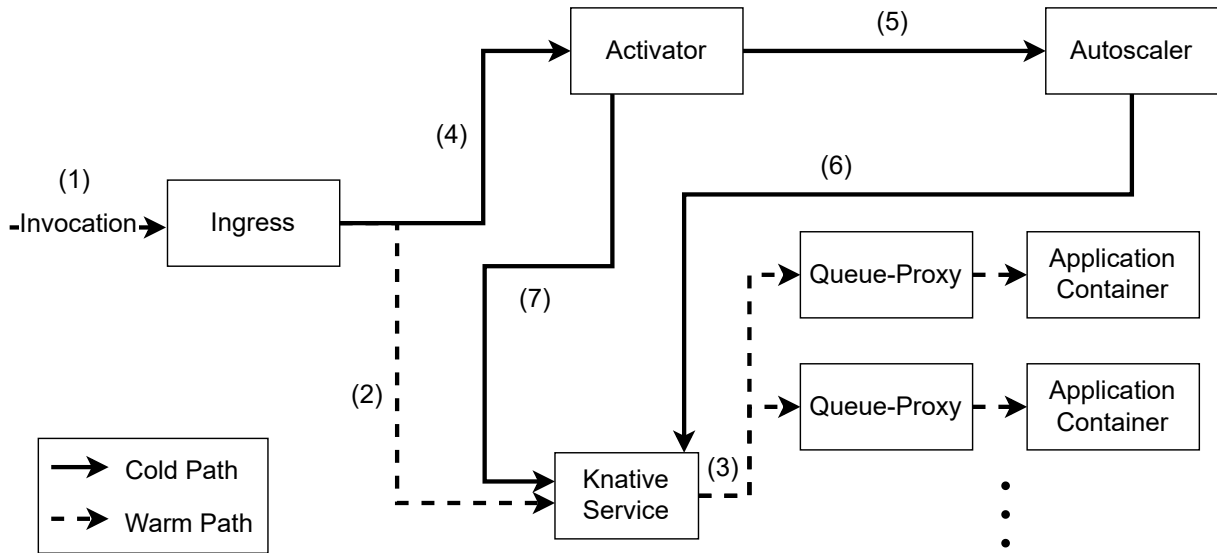 (5)
Activator
Autoscaler
(4)
(1)
(6)
Invocation
Ingress
Queue-Proxy
Application
Container
(7)
(2)
Queue-Proxy
Application
Container
Cold Path
Warm Path
Knative
Service
(3)